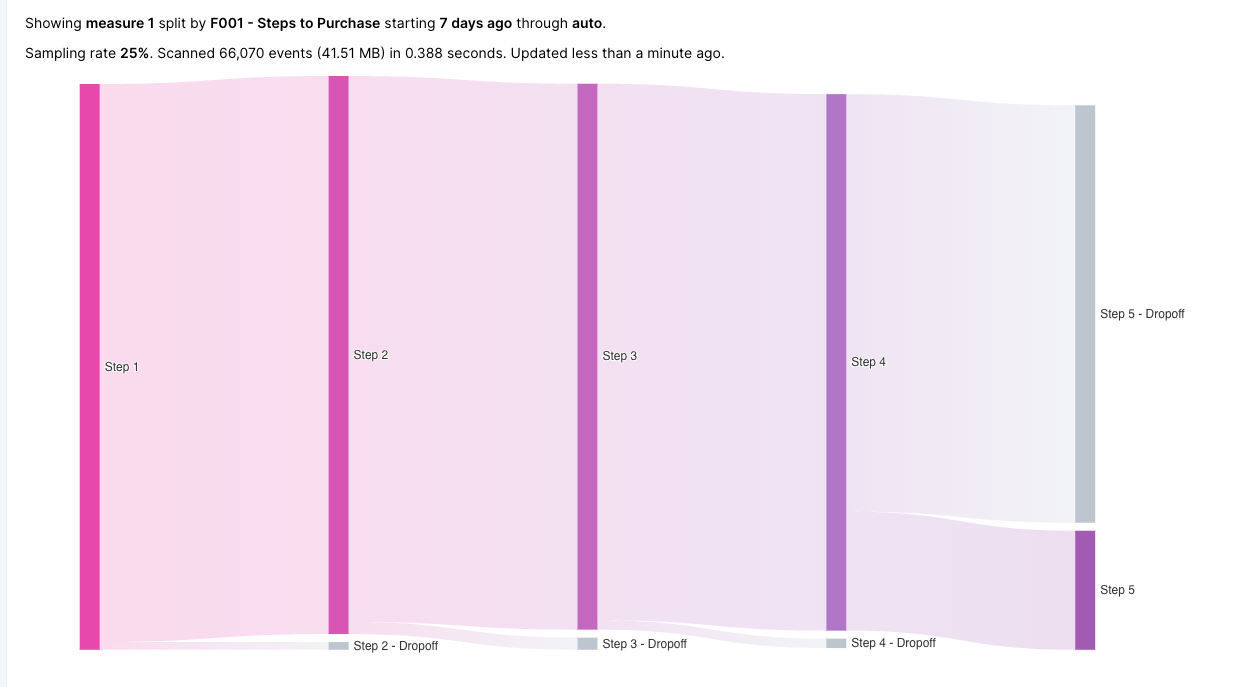 Showing measure 1 split by F001 - Steps to Purchase starting 7 days ago through auto.
Sampling rate 25%. Scanned 66,070 events (41.51 MB) in 0.388 seconds. Updated less than a minute ago.
Step 1
Step 2
Step 3
Step 4
Step 5 - Dropoff
Step 5
Step 2 - Dropoff
Step 3 - Dropoff
Step 4 - Dropoff